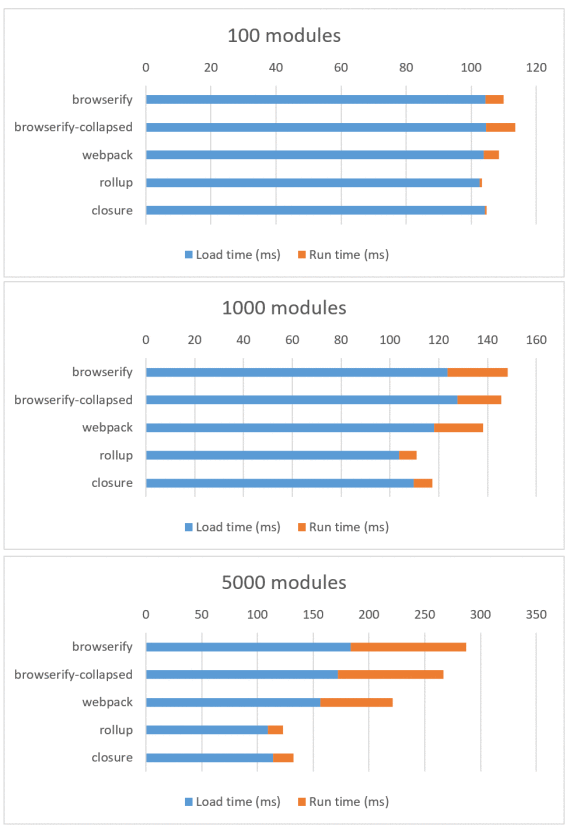 100 modules
0 20 40 60 80 100 120
browserify
browserify-collapsed
webpack
rollup
closure
Load time (ms) Run time (ms)
1000 modules
0 20 40 60 80 100 120 140 160
browserify
browserify-collapsed
webpack
rollup
closure
Load time (ms) Run time (ms)
5000 modules
0 50 100 150 200 250 300 350
browserify
browserify-collapsed
webpack
rollup
closure
Load time (ms) Run time (ms)